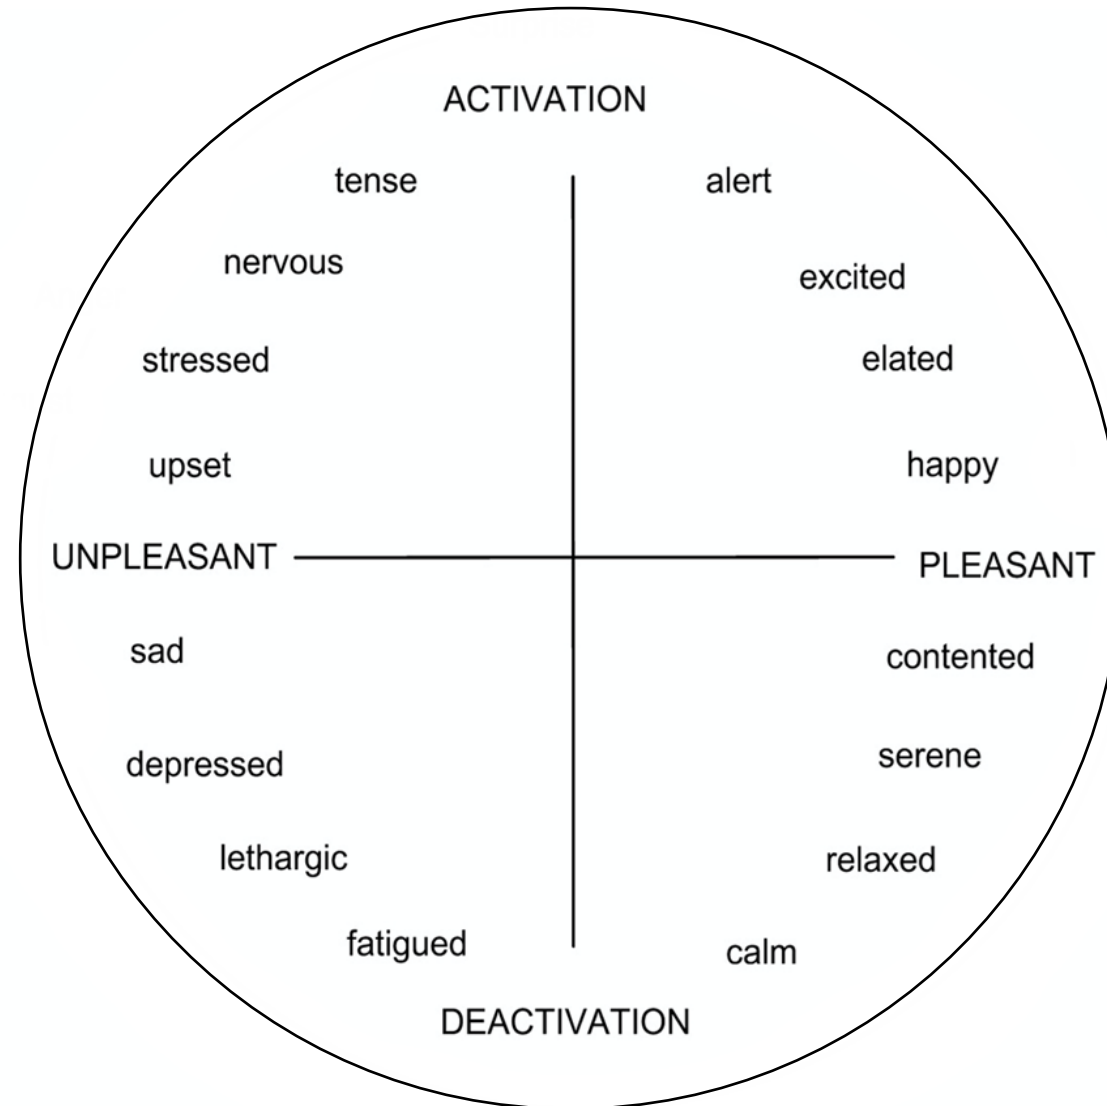 ACTIVATION
tense
alert
nervous
excited
stressed
elated
upset
happy
UNPLEASANT
PLEASANT
sad
contented
depressed
serene
lethargic
relaxed
fatigued
calm
DEACTIVATION